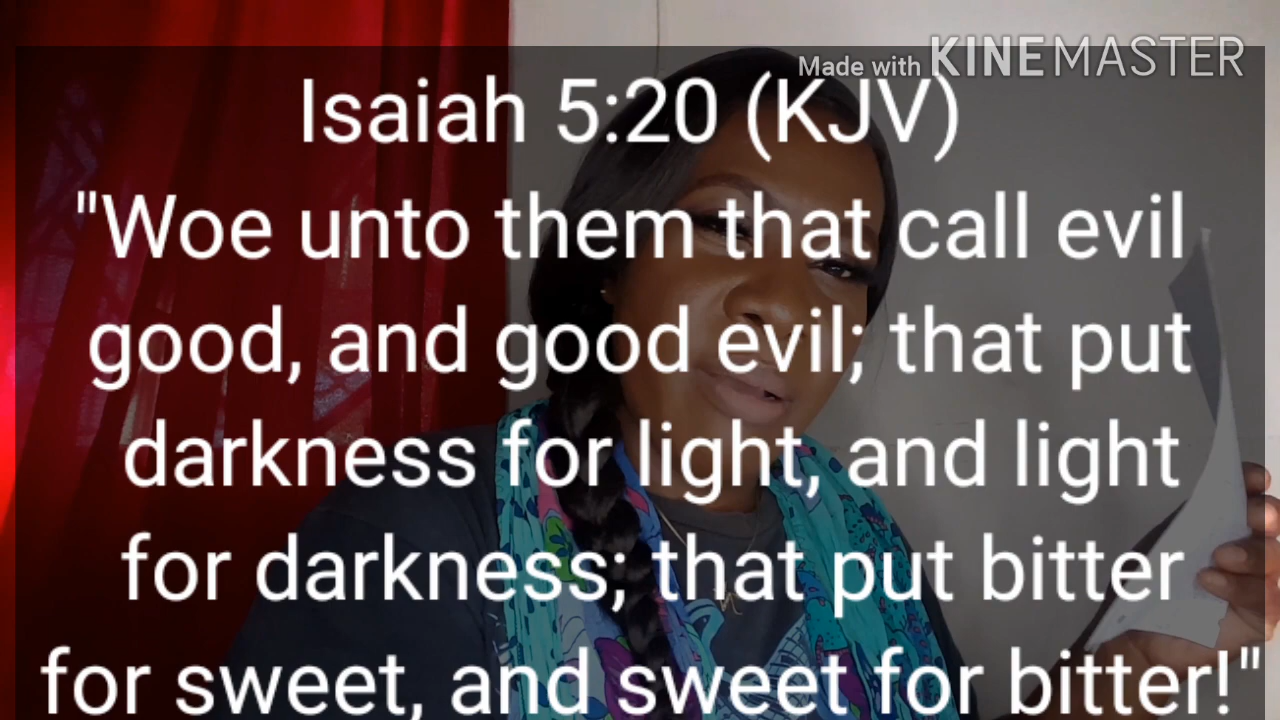 Made with KINEMASTER
Isaiah 5:20 (KJV)
"Woe unto them that call evil
good, and good evil; that put
darkness for light, and light
for darkness; that put bitter
for sweet, and sweet for bitter!"